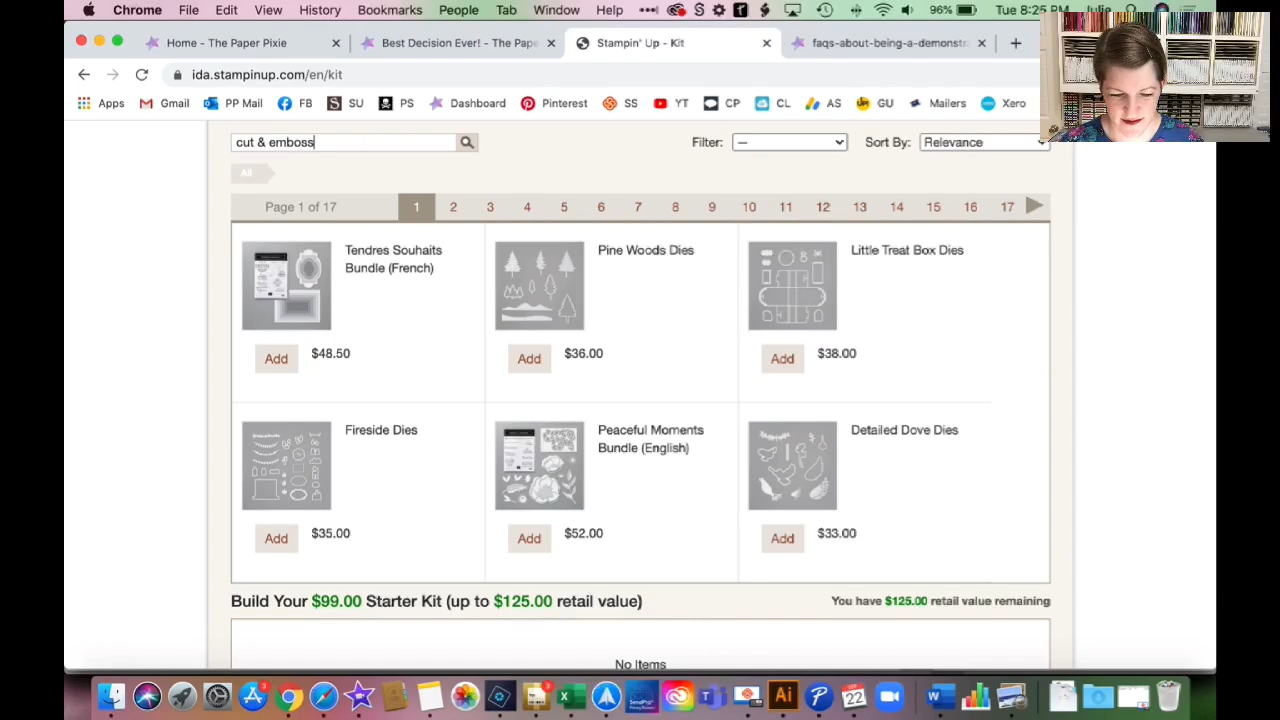 Chrome File Edit View History Bookmarks People Tab Window Help 96% Tue 8:25 PM Julie
Home - The Paper Pixie
Best Decision Ever! - The Pape
Stampin' Up - Kit
faqs-about-being-a-demonstra
ida.stampinup.com/en/kit
Apps Gmail PP Mail FB SU PS Dashboard Pinterest SS YT CP CL AS GU Mailers Xero
cut & emboss Filter: — Sort By: Relevance
All
Page 1 of 17 1 2 3 4 5 6 7 8 9 10 11 12 13 14 15 16 17
Tendres Souhaits
Bundle (French)
Add $48.50
Pine Woods Dies
Add $36.00
Little Treat Box Dies
Add $38.00
Fireside Dies
Add $35.00
Peaceful Moments
Bundle (English)
Add $52.00
Detailed Dove Dies
Add $33.00
Build Your $99.00 Starter Kit (up to $125.00 retail value)
You have $125.00 retail value remaining
No Items